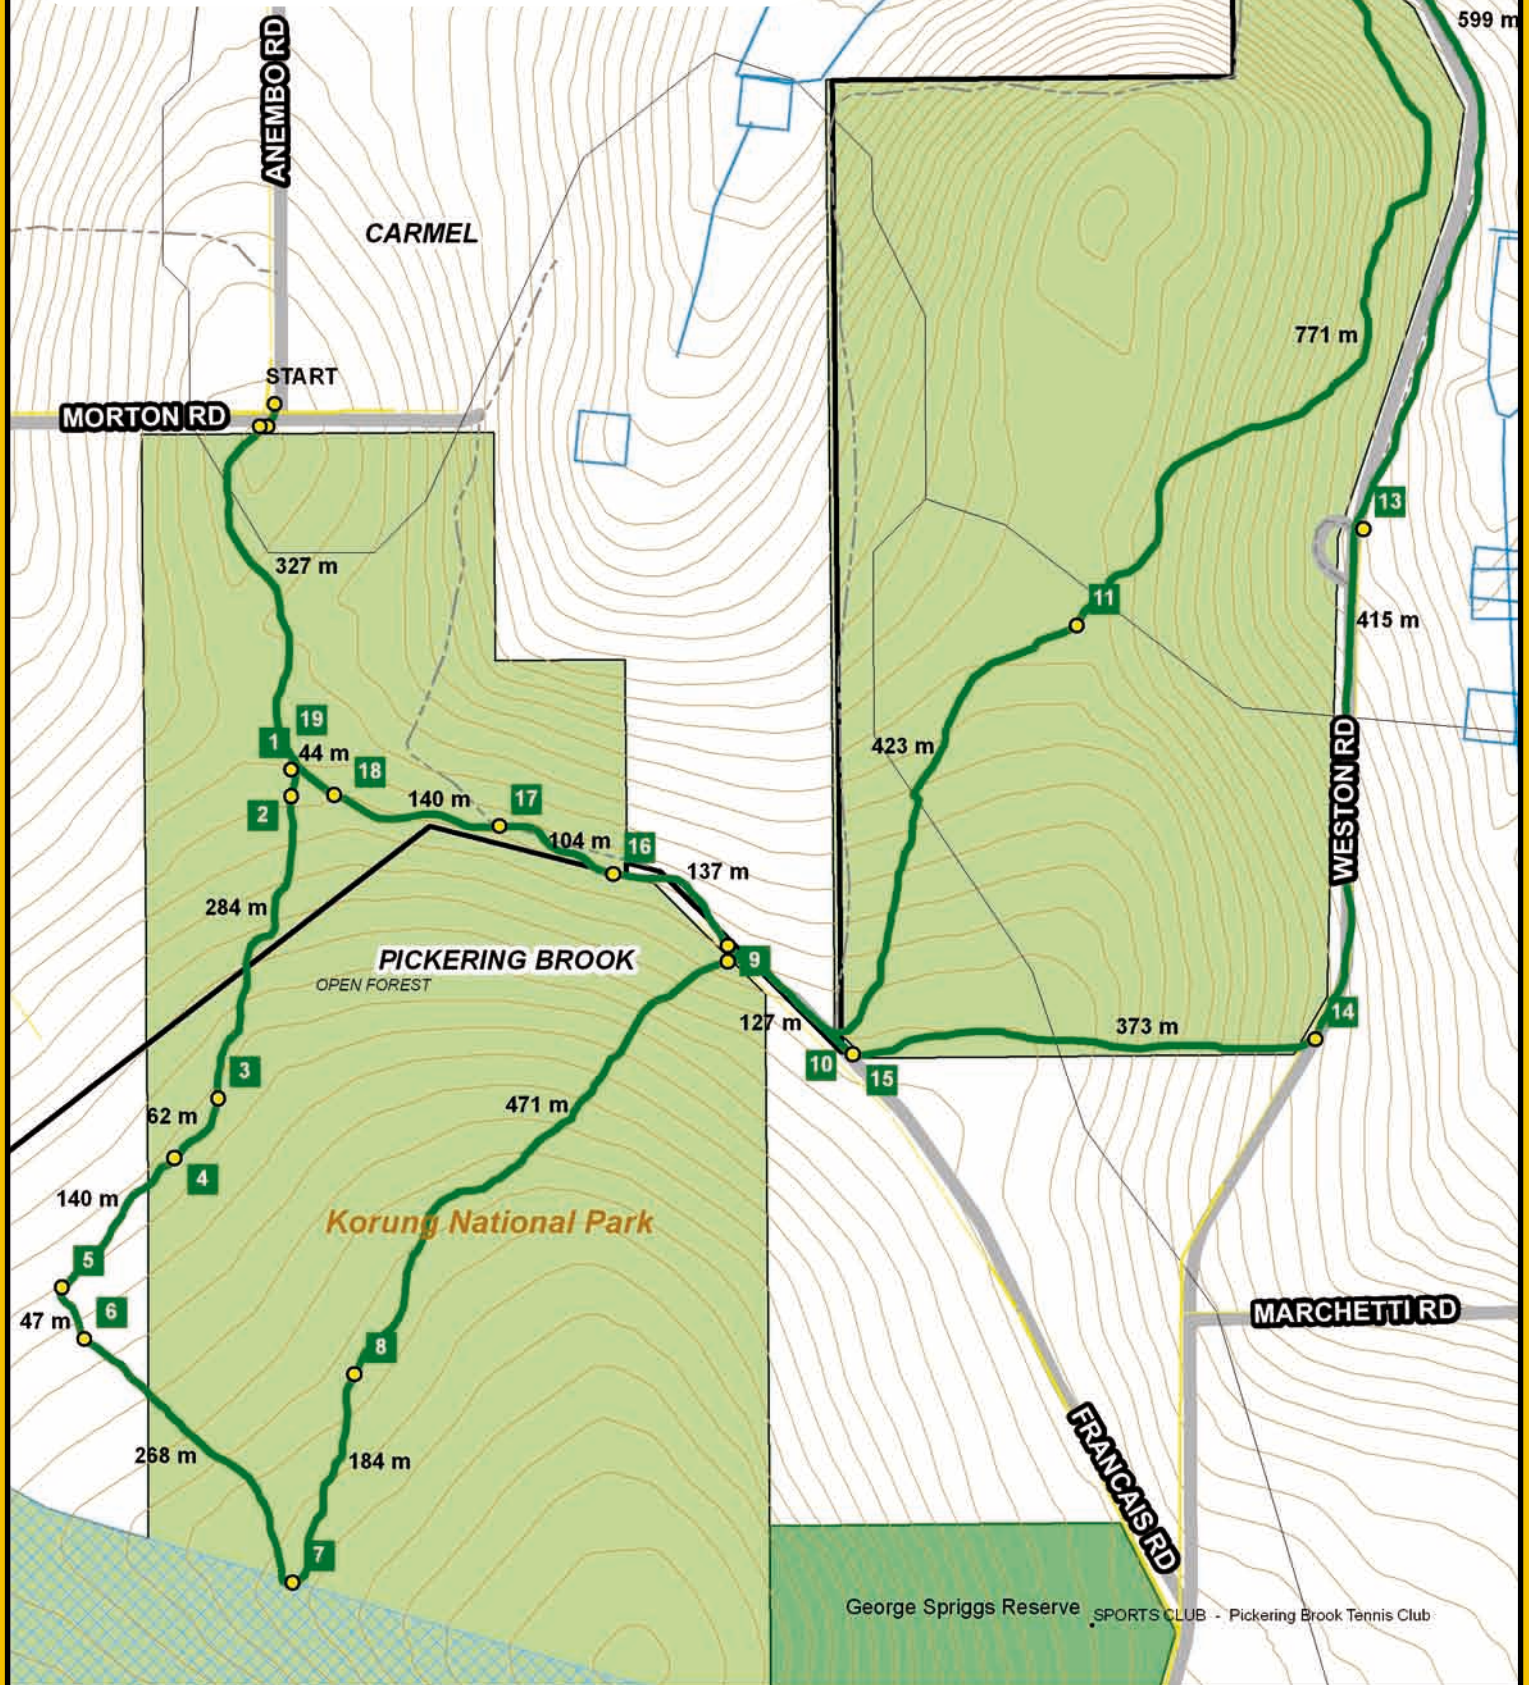 599 m
ANEMBO RD
CARMEL
771 m
START
MORTON RD
13
327 m
11
415 m
19
1
44 m
18
423 m
WESTON RD
2
140 m
17
104 m
16
137 m
284 m
PICKERING BROOK
9
OPEN FOREST
127 m
14
373 m
10
15
3
62 m
471 m
4
140 m
Korung National Park
5
6
47 m
MARCHETTI RD
8
268 m
184 m
FRANCAIS RD
7
George Spriggs Reserve
SPORTS CLUB - Pickering Brook Tennis Club